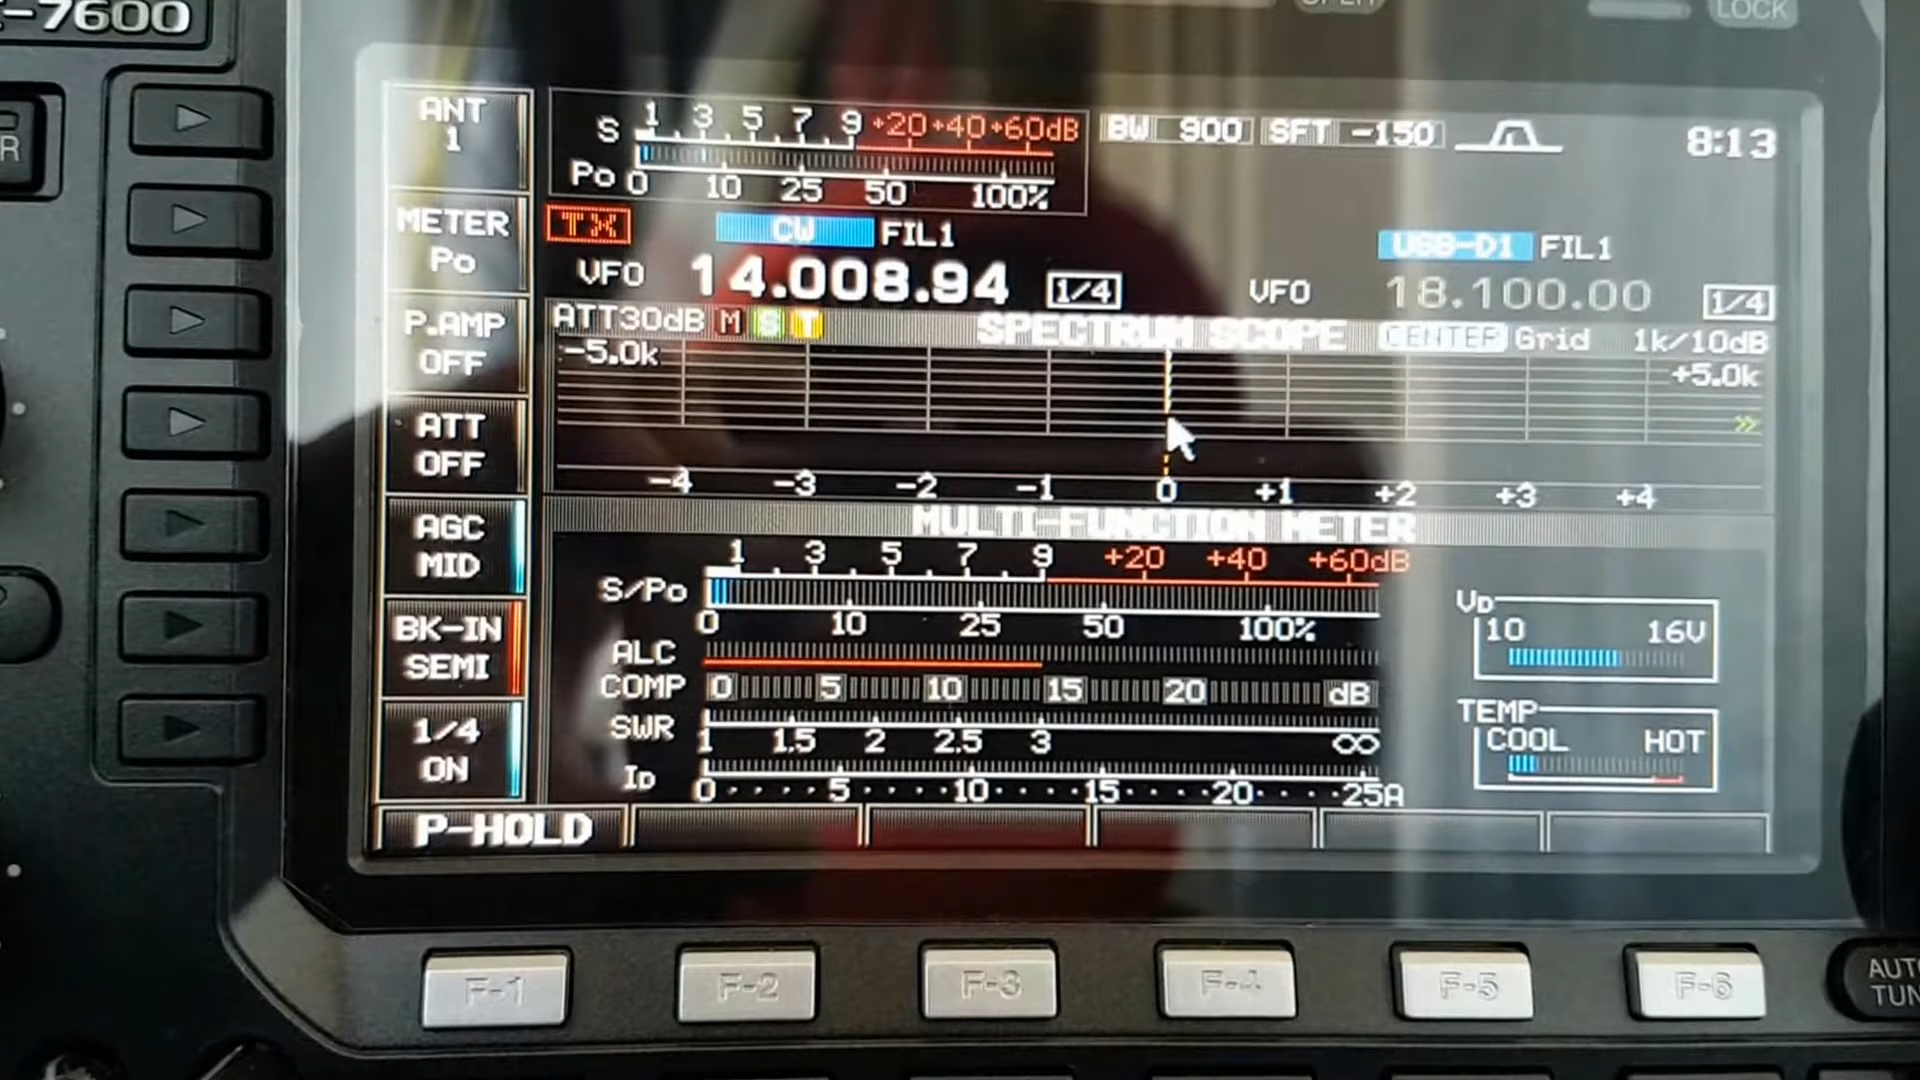 -7600
LOCK
ANT
1
S 1 3 5 7 9 +20 +40 +60dB
Po 0 10 25 50 100%
BW 900 SFT -150
8:13
METER
Po
TX CW FIL1
VFO 14.008.94 1/4
USB-D1 FIL1
VFO 18.100.00 1/4
P.AMP
OFF
ATT30dB M S T SPECTRUM SCOPE CENTER Grid 1k/10dB
-5.0k +5.0k
ATT
OFF
-4 -3 -2 -1 0 +1 +2 +3 +4
AGC
MID
MULTI-FUNCTION METER
1 3 5 7 9 +20 +40 +60dB
S/Po
0 10 25 50 100%
ALC
COMP 0 5 10 15 20 dB
SWR
1 1.5 2 2.5 3 ∞
ID 0 5 10 15 20 25A
VD
10 16V
TEMP
COOL HOT
BK-IN
SEMI
1/4
ON
P-HOLD
F-1 F-2 F-3 F-4 F-5 F-6